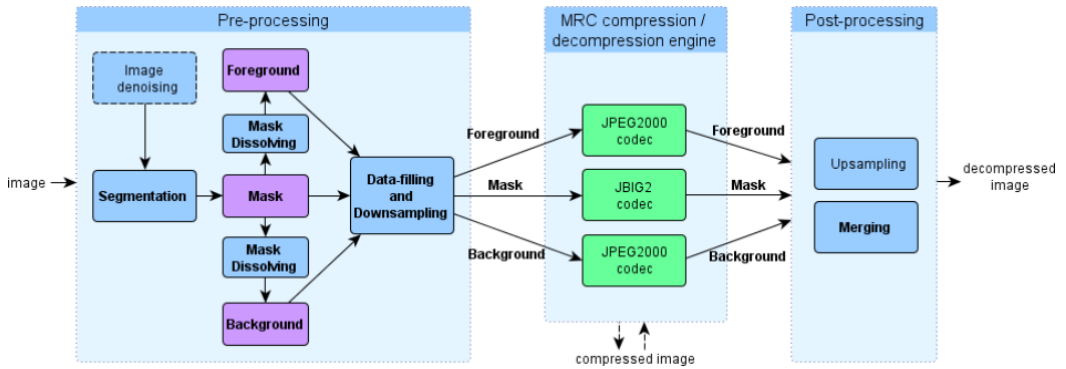 Pre-processing
Image
denoising
Foreground
Mask
Dissolving
image
Segmentation
Mask
Data-filling
and
Downsampling
Mask
Dissolving
Background
Foreground
Mask
Background
MRC compression /
decompression engine
JPEG2000
codec
JBIG2
codec
JPEG2000
codec
compressed image
Foreground
Mask
Background
Post-processing
Upsampling
Merging
decompressed
image